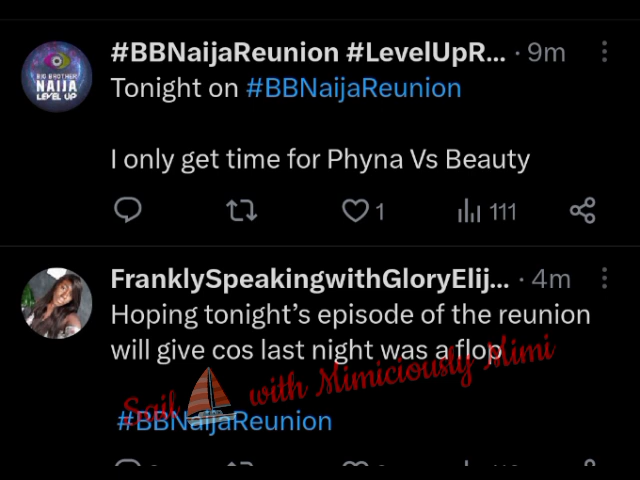 #BBNaijaReunion #LevelUpR... · 9m
BIG BROTHER
NAIJA
LEVEL UP
Tonight on #BBNaijaReunion
I only get time for Phyna Vs Beauty
1
111
FranklySpeakingwithGloryElij... · 4m
Hoping tonight's episode of the reunion
will give cos last night was a flop
Sail with Mimiciously Mimi
#BBNaijaReunion